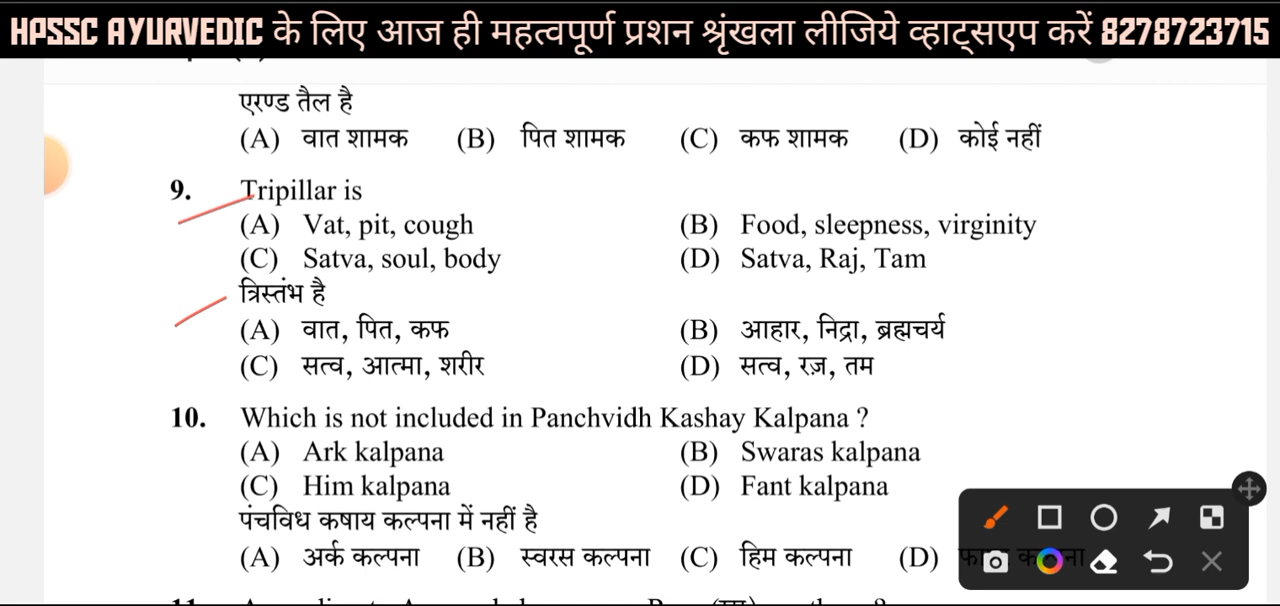 HPSSC AYURVEDIC के लिए आज ही महत्वपूर्ण प्रशन श्रृंखला लीजिये व्हाट्सएप करें 8278723715
एरण्ड तैल है
(A) वात शामक (B) पित शामक (C) कफ शामक (D) कोई नहीं
9. Tripillar is
(A) Vat, pit, cough (B) Food, sleepness, virginity
(C) Satva, soul, body (D) Satva, Raj, Tam
त्रिस्तंभ है
(A) वात, पित, कफ (B) आहार, निद्रा, ब्रह्मचर्य
(C) सत्व, आत्मा, शरीर (D) सत्व, रज़, तम
10. Which is not included in Panchvidh Kashay Kalpana ?
(A) Ark kalpana (B) Swaras kalpana
(C) Him kalpana (D) Fant kalpana
पंचविध कषाय कल्पना में नहीं है
(A) अर्क कल्पना (B) स्वरस कल्पना (C) हिम कल्पना (D)